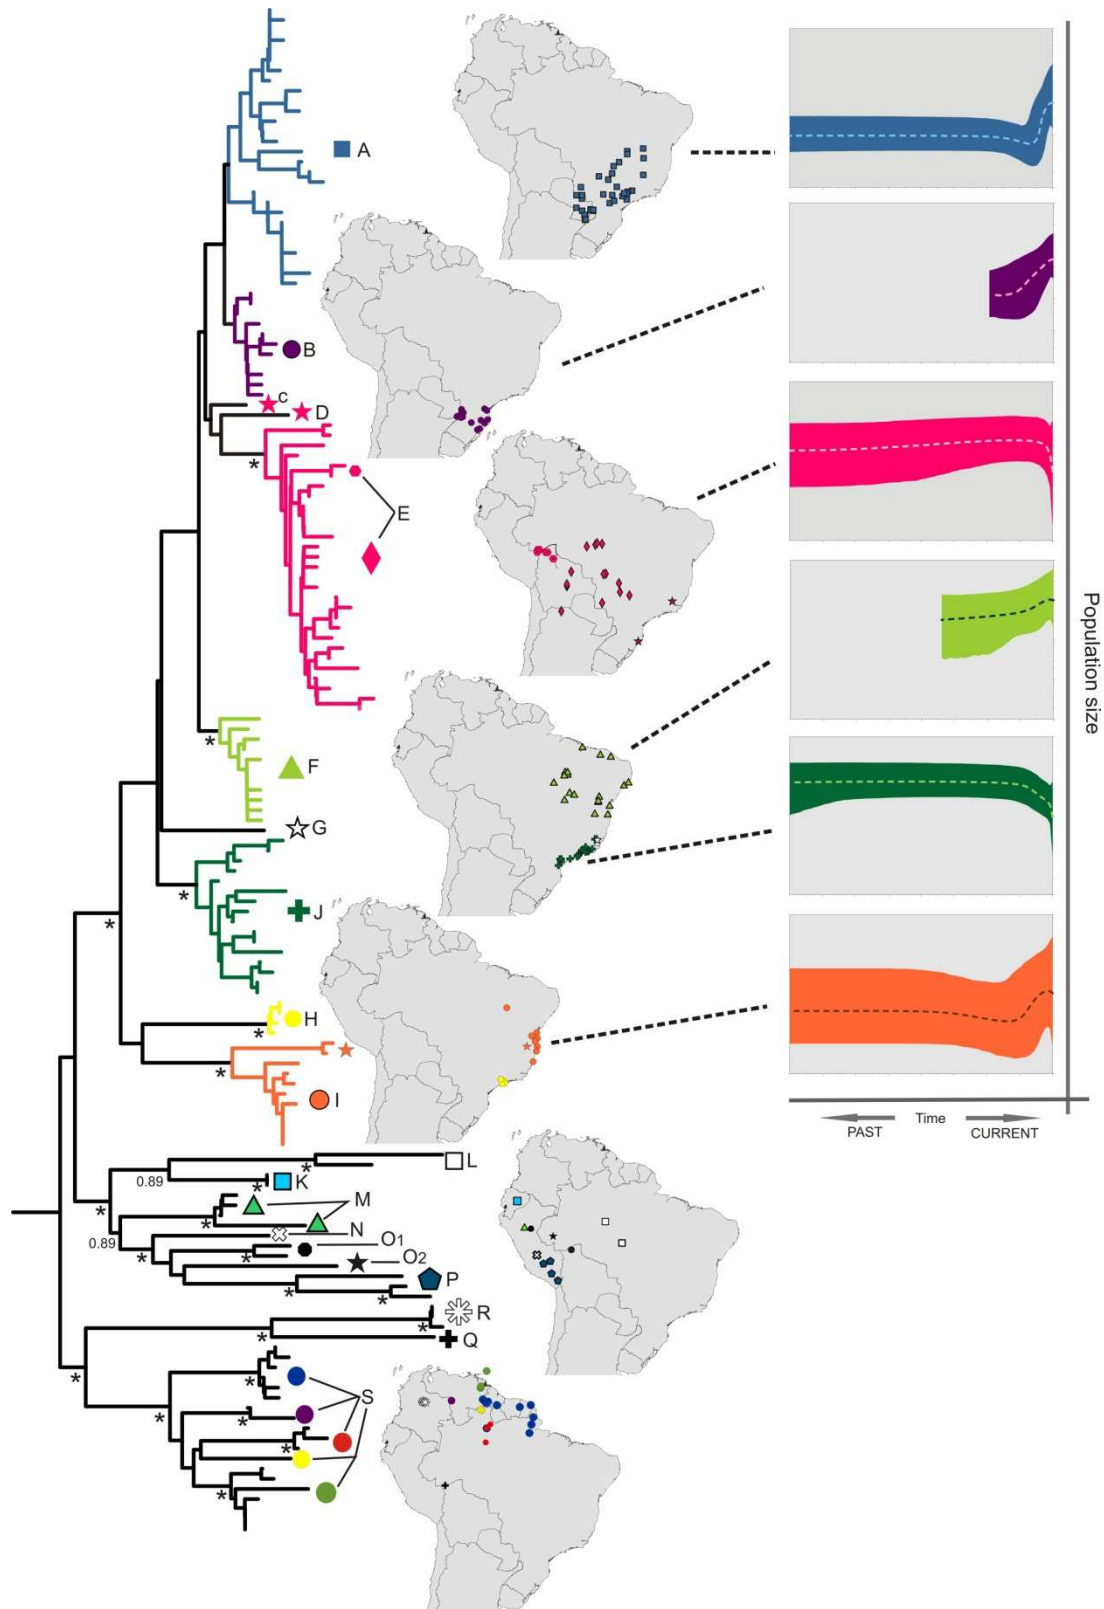 A
B
c
D
*
E
F
*
G
J
*
*
H
*
I
*
L
*
0.89
K
*
M
N
0.89
*
O1
O2
P
*
*
R
*
Q
*
*
S
*
*
*
*
Population size
Time
PAST
CURRENT